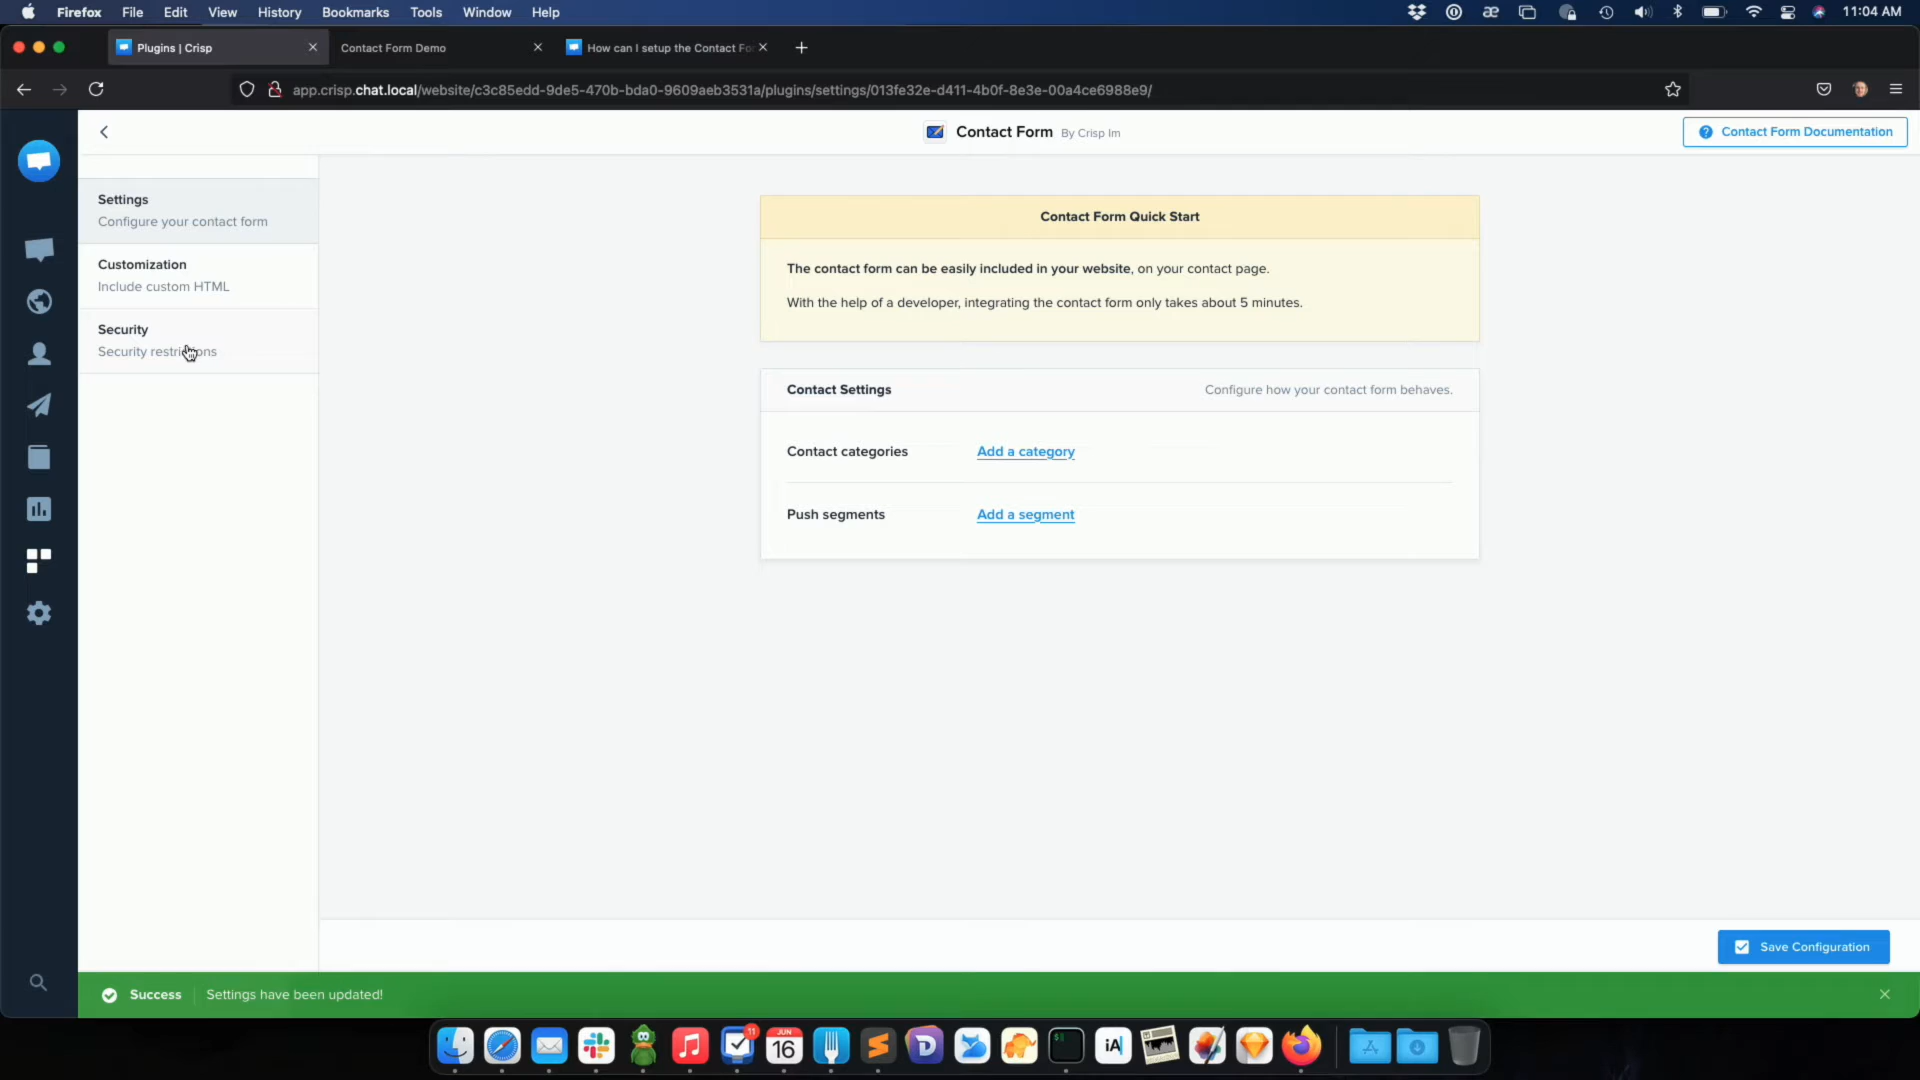 Firefox File Edit View History Bookmarks Tools Window Help
11:04 AM
Plugins | Crisp
Contact Form Demo
How can I setup the Contact Fo
app.crisp.chat.local/website/c3c85edd-9de5-470b-bda0-9609aeb3531a/plugins/settings/013fe32e-d411-4b0f-8e3e-00a4ce6988e9/
Contact Form By Crisp Im
Contact Form Documentation
Settings
Configure your contact form
Customization
Include custom HTML
Security
Security restrictions
Contact Form Quick Start
The contact form can be easily included in your website, on your contact page.
With the help of a developer, integrating the contact form only takes about 5 minutes.
Contact Settings
Configure how your contact form behaves.
Contact categories
Add a category
Push segments
Add a segment
Save Configuration
Success
Settings have been updated!
11
JUN
16
iA